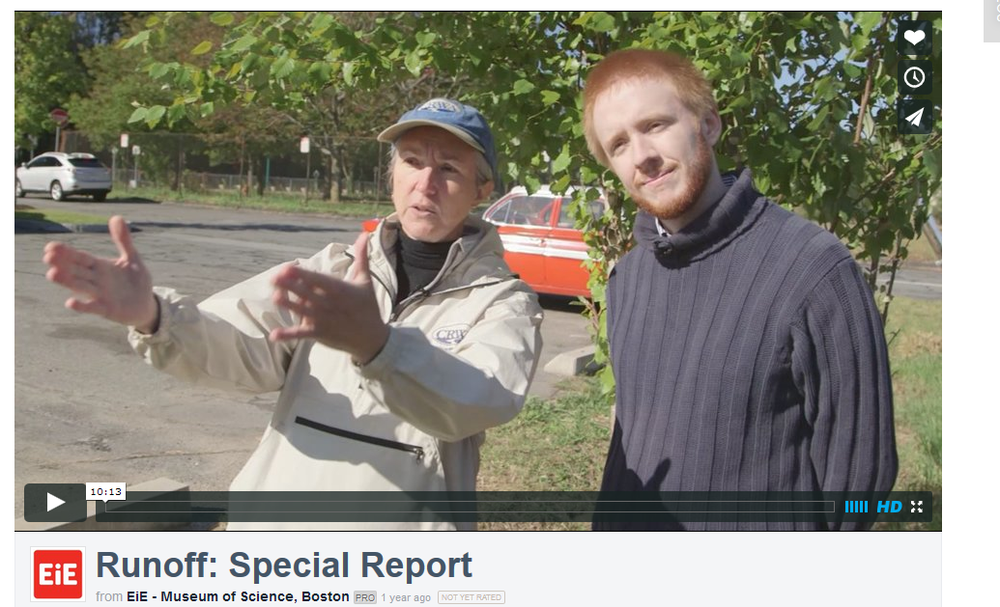 CRW
10:13
HD
EiE
Runoff: Special Report
from EiE - Museum of Science, Boston PRO 1 year ago NOT YET RATED